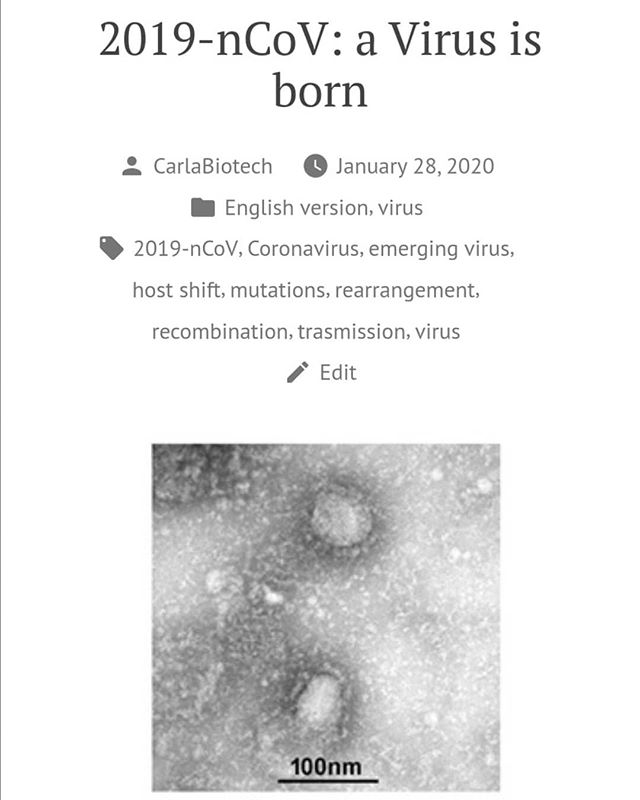 2019-nCoV: a Virus is
born
CarlaBiotech January 28, 2020
English version, virus
2019-nCoV, Coronavirus, emerging virus,
host shift, mutations, rearrangement,
recombination, trasmission, virus
Edit
100nm